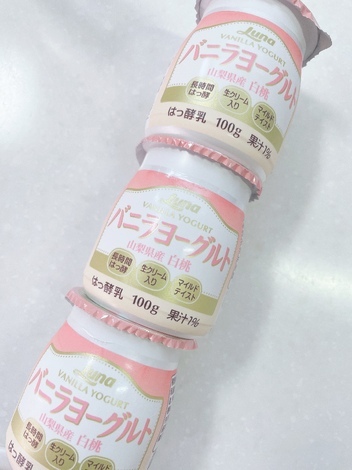 Luna
VANILLA YOGURT
バニラヨーグルト
山梨県産 白桃
長時間
はっ酵
生クリーム
入り
マイルド
テイスト
はっ酵乳 100g 果汁1%
Luna
VANILLA YOGURT
バニラヨーグルト
山梨県産 白桃
長時間
はっ酵
生クリーム
入り
マイルド
テイスト
はっ酵乳 100g 果汁1%
Luna
VANILLA YOGURT
バニラヨーグルト
山梨県産 白桃
長時間
はっ酵
生クリーム
入り
マイルド
はっ酵乳